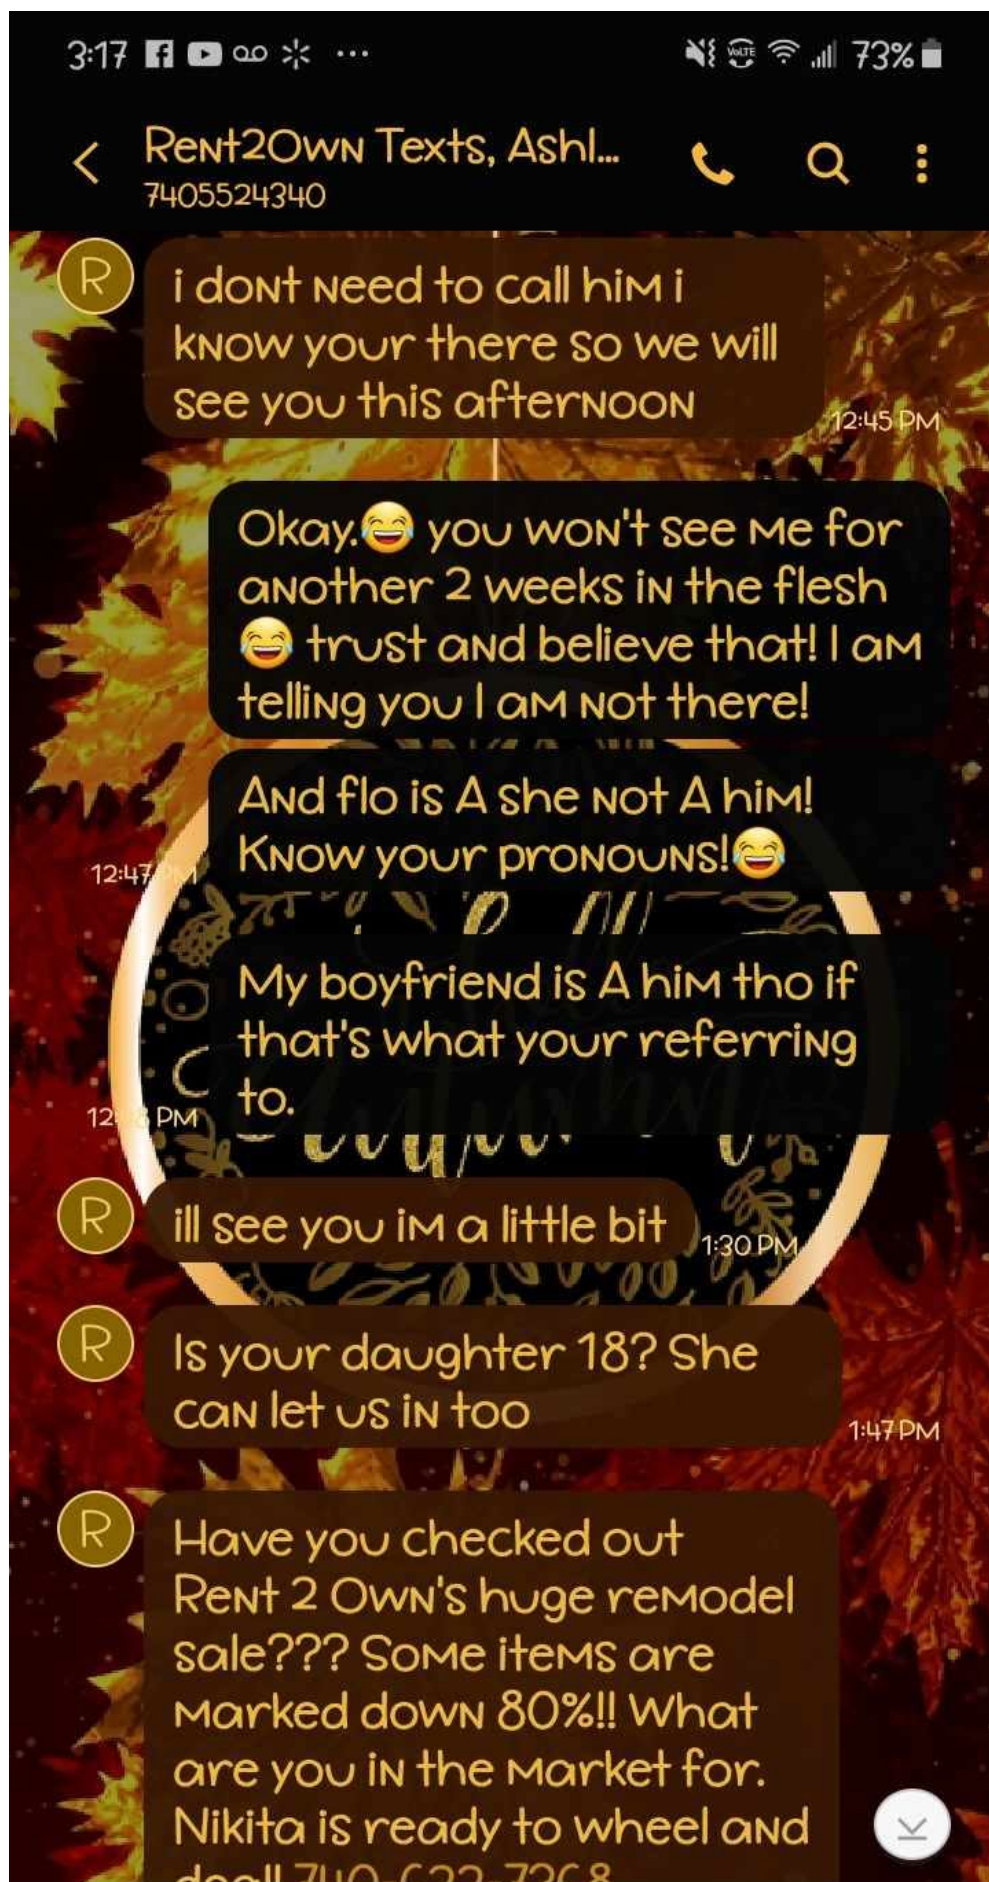 3:17
VoLTE
73%
Rent2Own Texts, Ashl...
7405524340
R
i dont need to call him i
know your there so we will
see you this afternoon
12:45 PM
Okay.😂 you won't see me for
another 2 weeks in the flesh
😂 trust and believe that! I am
telling you I am not there!
And flo is A she not A him!
Know your pronouns!😂
12:47 PM
My boyfriend is A him tho if
that's what your referring
to.
PM
R
ill see you im a little bit
1:30 PM
R
Is your daughter 18? She
can let us in too
1:47 PM
R
Have you checked out
Rent 2 Own's huge remodel
sale??? Some items are
marked down 80%!! What
are you in the market for.
Nikita is ready to wheel and